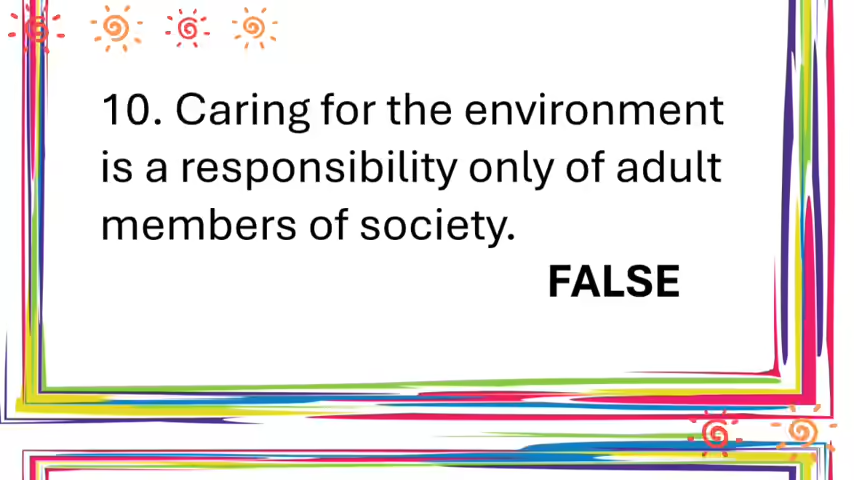 10. Caring for the environment
is a responsibility only of adult
members of society.
FALSE